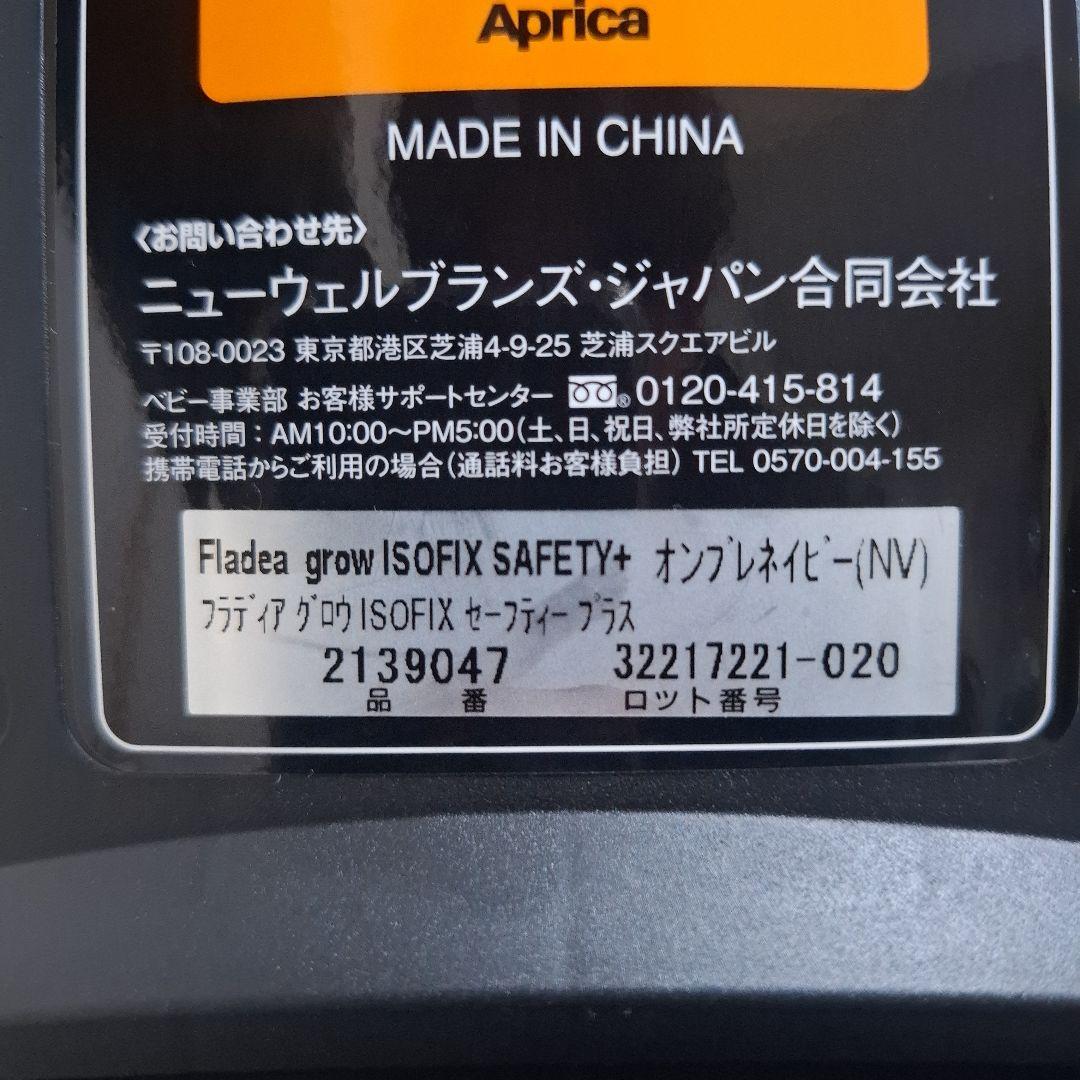 Aprica
MADE IN CHINA
〈お問い合わせ先〉
ニューウェルブランズ・ジャパン合同会社
〒108-0023 東京都港区芝浦4-9-25 芝浦スクエアビル
ベビー事業部 お客様サポートセンター 0120-415-814
受付時間：AM10:00〜PM5:00（土、日、祝日、弊社所定休日を除く）
携帯電話からご利用の場合（通話料お客様負担） TEL 0570-004-155
Fladea grow ISOFIX SAFETY+ オンブレネイビー(NV)
フラディア グロウ ISOFIX セーフティー プラス
2139047 32217221-020
品番 ロット番号